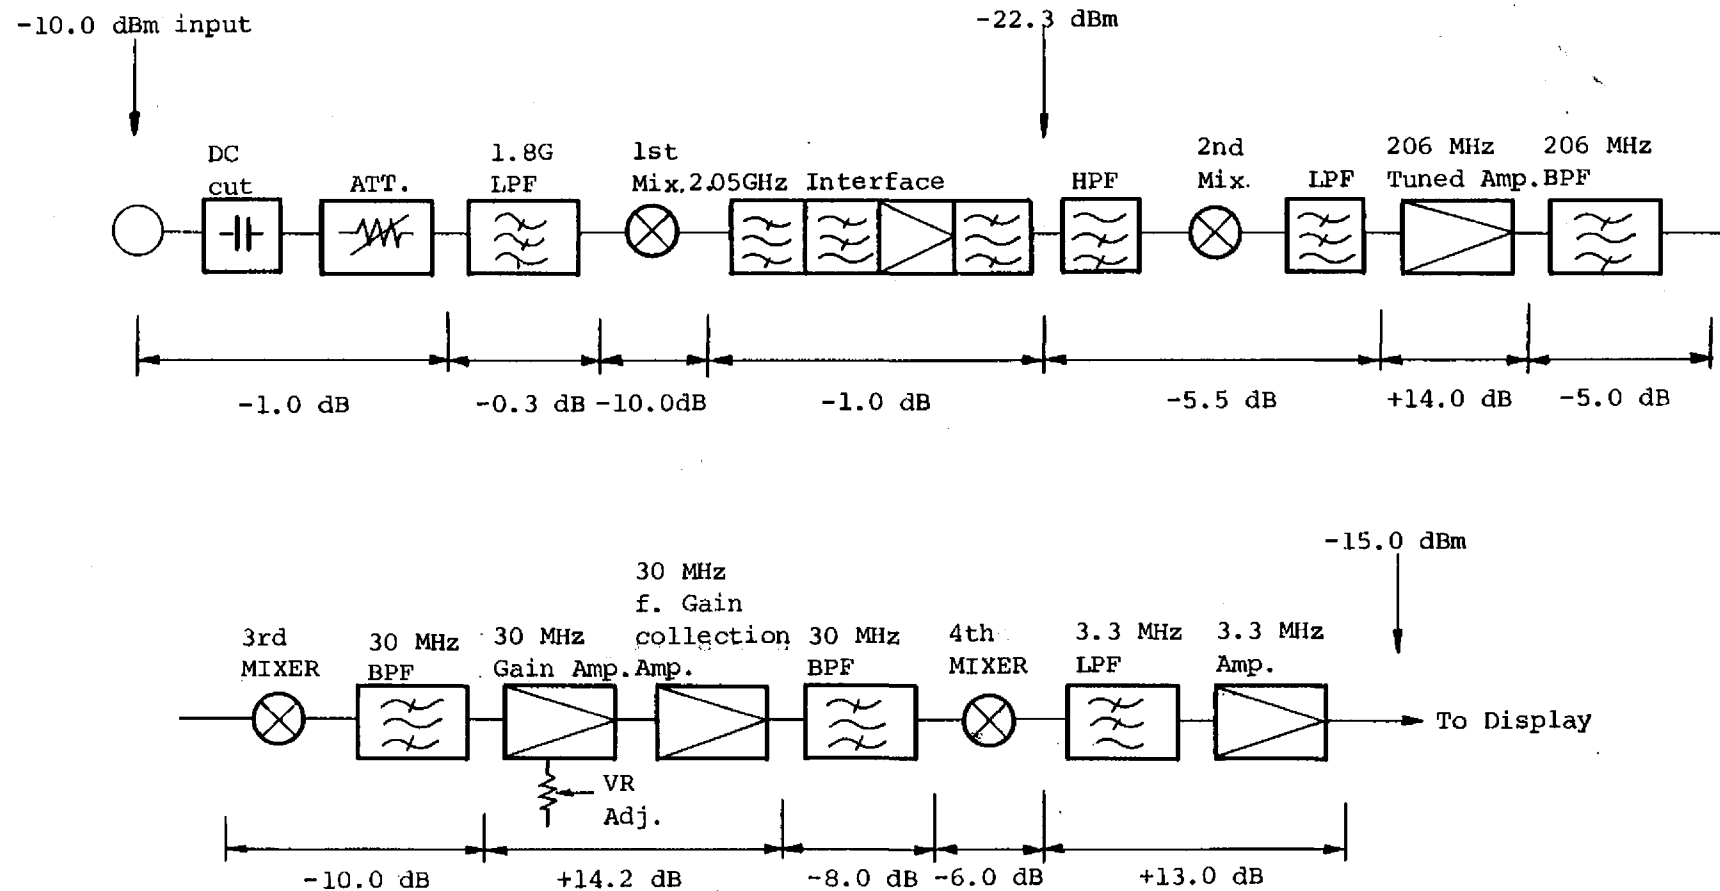 -10.0 dBm input
-22.3 dBm
DC
cut
ATT.
1.8G
LPF
1st
Mix.
2.05GHz Interface
HPF
2nd
Mix.
LPF
206 MHz
Tuned Amp.
206 MHz
BPF
-1.0 dB
-0.3 dB
-10.0dB
-1.0 dB
-5.5 dB
+14.0 dB
-5.0 dB
-15.0 dBm
3rd
MIXER
30 MHz
BPF
30 MHz
Gain Amp.
30 MHz
f. Gain
collection
Amp.
30 MHz
BPF
4th
MIXER
3.3 MHz
LPF
3.3 MHz
Amp.
To Display
VR
Adj.
-10.0 dB
+14.2 dB
-8.0 dB
-6.0 dB
+13.0 dB